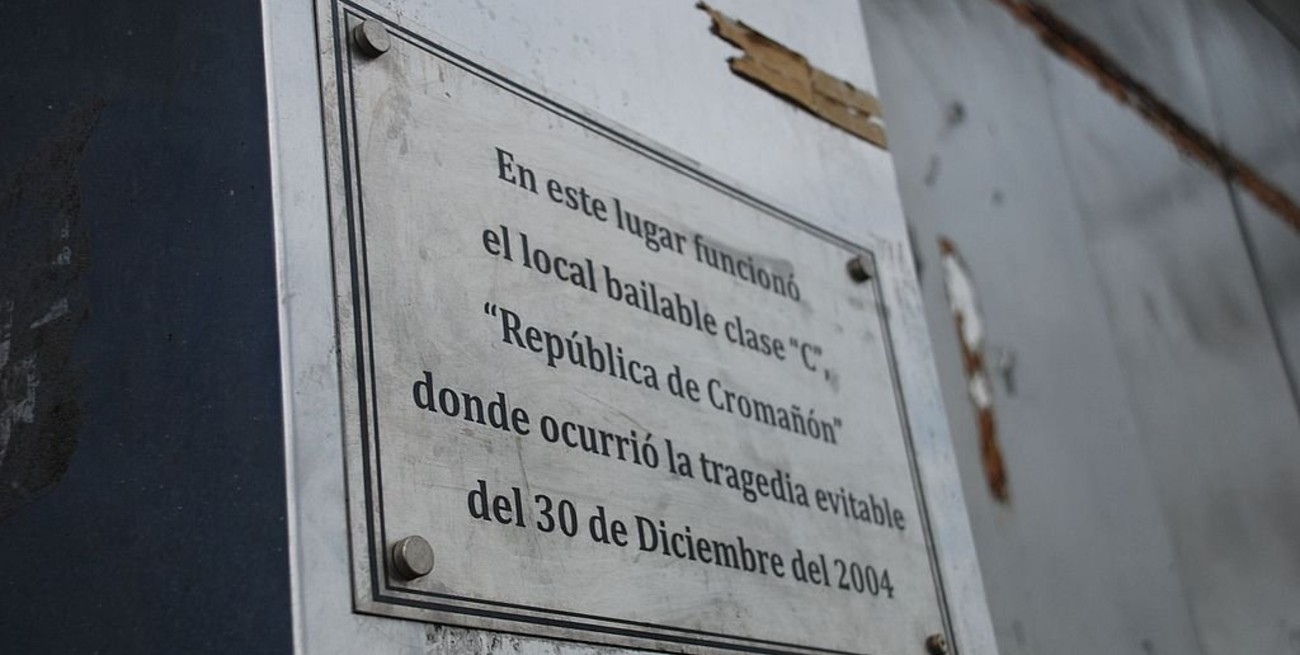 En este lugar funcionó
el local bailable clase “C”,
“República de Cromañón”
donde ocurrió la tragedia evitable
del 30 de Diciembre del 2004